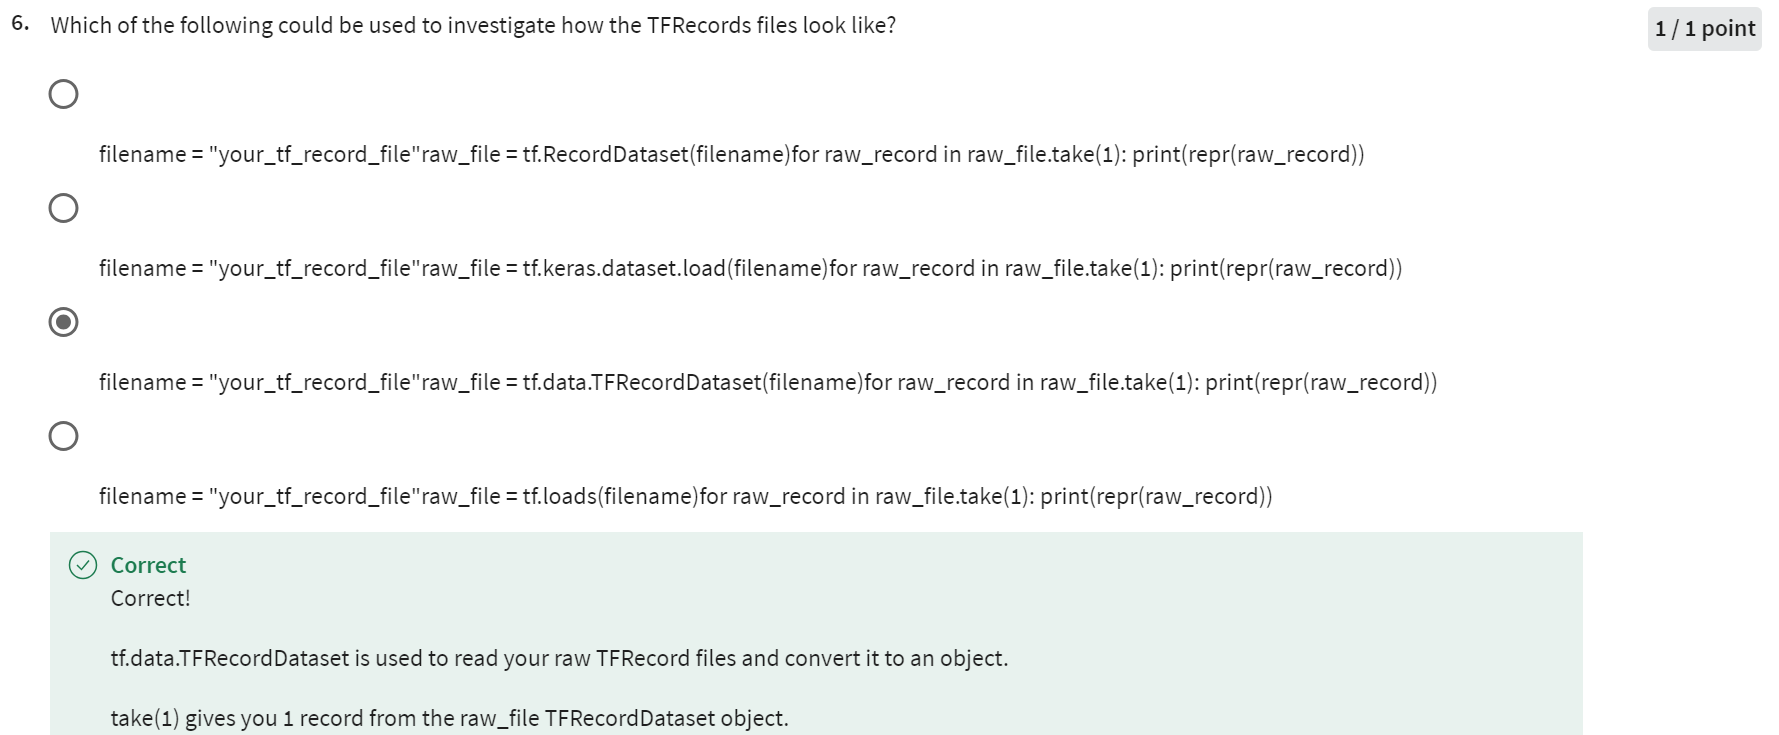 6. Which of the following could be used to investigate how the TFRecords files look like?
1 / 1 point
filename = "your_tf_record_file"raw_file = tf.RecordDataset(filename)for raw_record in raw_file.take(1): print(repr(raw_record))
filename = "your_tf_record_file"raw_file = tf.keras.dataset.load(filename)for raw_record in raw_file.take(1): print(repr(raw_record))
filename = "your_tf_record_file"raw_file = tf.data.TFRecordDataset(filename)for raw_record in raw_file.take(1): print(repr(raw_record))
filename = "your_tf_record_file"raw_file = tf.loads(filename)for raw_record in raw_file.take(1): print(repr(raw_record))
Correct
Correct!
tf.data.TFRecordDataset is used to read your raw TFRecord files and convert it to an object.
take(1) gives you 1 record from the raw_file TFRecordDataset object.